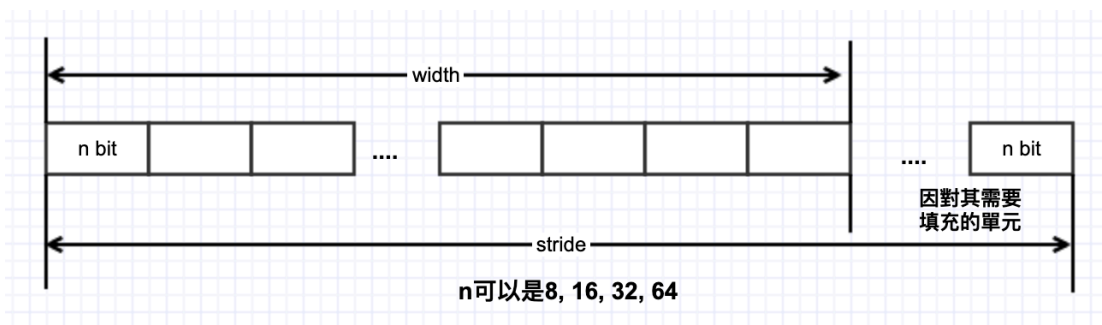 width
n bit
....
....
n bit
因對其需要
填充的單元
stride
n可以是8, 16, 32, 64